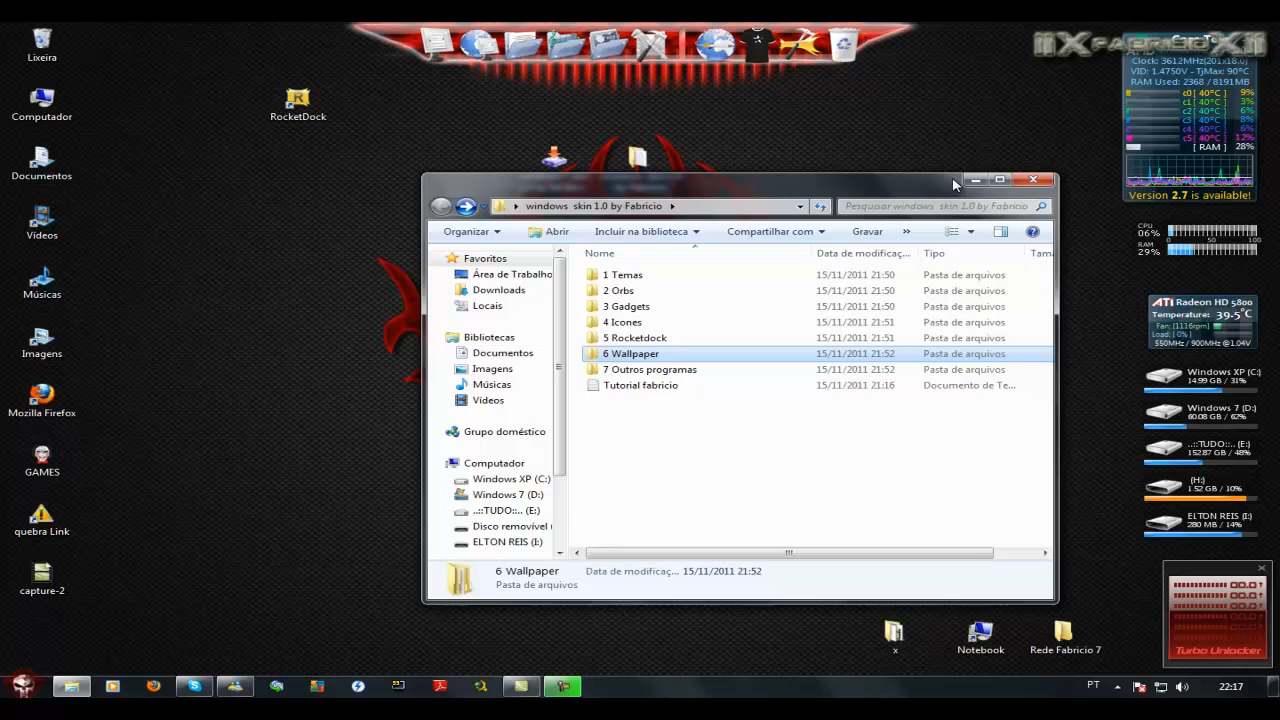 Lixeira
Computador
Documentos
Vídeos
Músicas
Imagens
Mozilla Firefox
GAMES
quebra Link
capture-2
RocketDock
windows skin 1.0 by Fabricio
Pesquisar windows skin 1.0 by Fabricio
Organizar
Abrir
Incluir na biblioteca
Compartilhar com
Gravar
»
Favoritos
Área de Trabalho
Downloads
Locais
Bibliotecas
Documentos
Imagens
Músicas
Vídeos
Grupo doméstico
Computador
Windows XP (C:)
Windows 7 (D:)
..::TUDO::.. (E:)
Disco removível (
ELTON REIS (I:)
Nome Data de modificaç... Tipo Tama
1 Temas 15/11/2011 21:50 Pasta de arquivos
2 Orbs 15/11/2011 21:50 Pasta de arquivos
3 Gadgets 15/11/2011 21:50 Pasta de arquivos
4 Icones 15/11/2011 21:51 Pasta de arquivos
5 Rocketdock 15/11/2011 21:51 Pasta de arquivos
6 Wallpaper 15/11/2011 21:52 Pasta de arquivos
7 Outros programas 15/11/2011 21:52 Pasta de arquivos
Tutorial fabricio 15/11/2011 21:16 Documento de Te...
6 Wallpaper Data de modificaç... 15/11/2011 21:52
Pasta de arquivos
Clock: 3612MHz(201x18.0)
VID: 1.4750V - TjMax: 90°C
RAM Used: 2368 / 8191MB
c0[ 40°C ] 9%
c1[ 40°C ] 3%
c2[ 40°C ] 6%
c3[ 40°C ] 8%
c4[ 40°C ] 6%
c5[ 40°C ] 12%
[ RAM ] 28%
Version 2.7 is available!
CPU
06%
0 50 100
RAM
29%
ATI Radeon HD 5800
Temperature: 39.5°C
Fan: [1116rpm]
Load: [ 0% ]
550MHz / 900MHz @1.04V
Windows XP (C:)
14.99 GB / 31%
Windows 7 (D:)
60.08 GB / 62%
..::TUDO::.. (E:)
152.87 GB / 48%
(H:)
1.52 GB / 10%
ELTON REIS (I:)
280 MB / 14%
Turbo Unlocker
x
Notebook
Rede Fabricio 7
PT
22:17